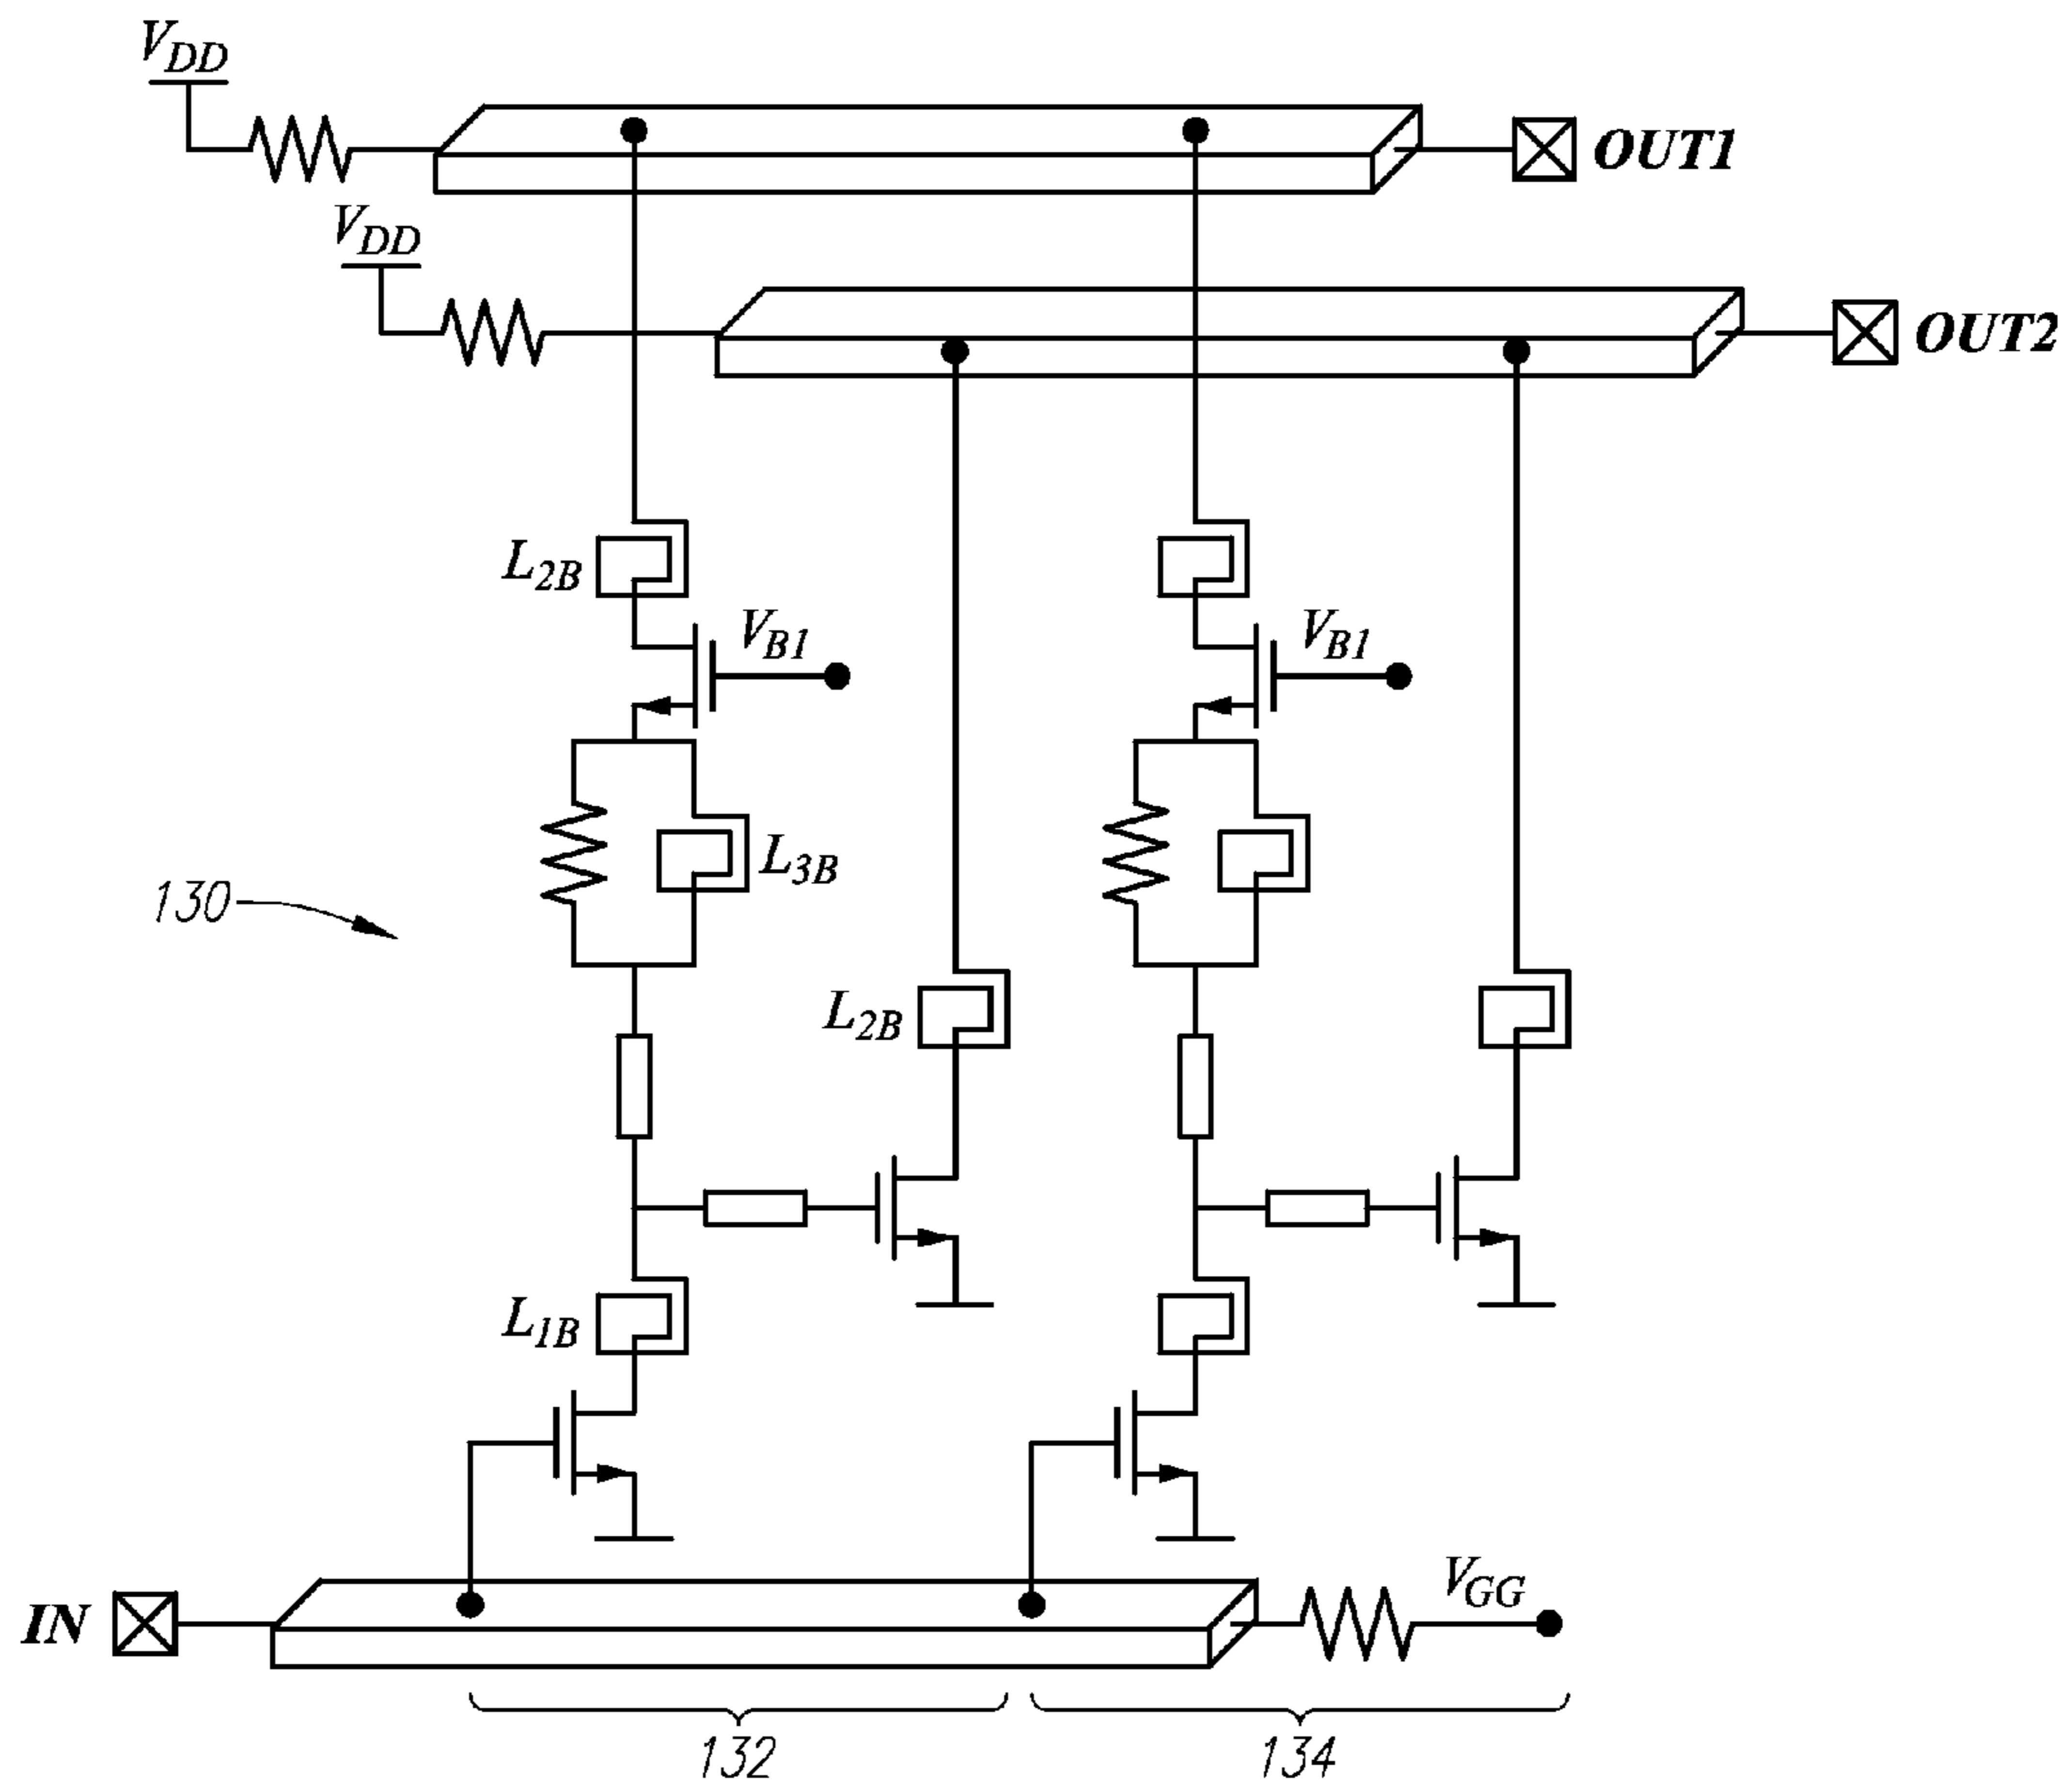 VDD
OUT1
VDD
OUT2
L2B
VB1
VB1
L3B
130
L2B
L1B
VGG
IN
132
134